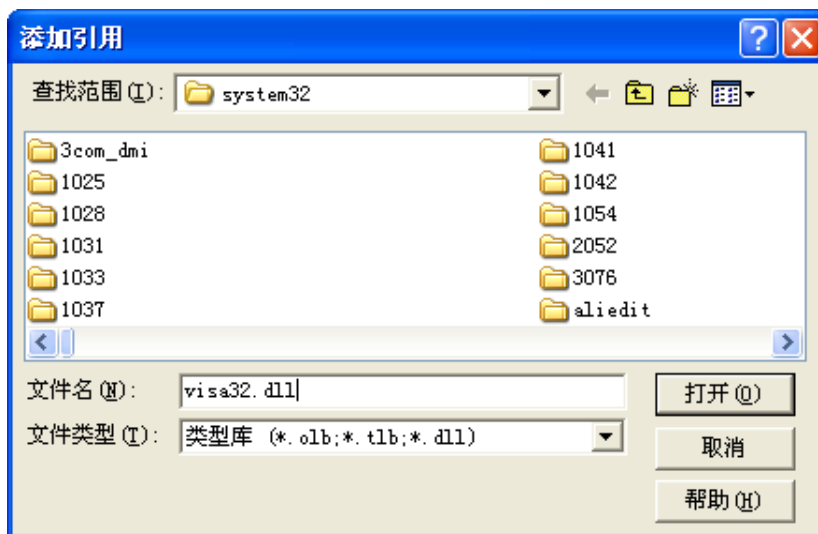 添加引用
查找范围(I): system32
3com_dmi
1025
1028
1031
1033
1037
1041
1042
1054
2052
3076
aliedit
文件名(N): visa32.dll
打开(O)
文件类型(T): 类型库 (*.olb;*.tlb;*.dll)
取消
帮助(H)